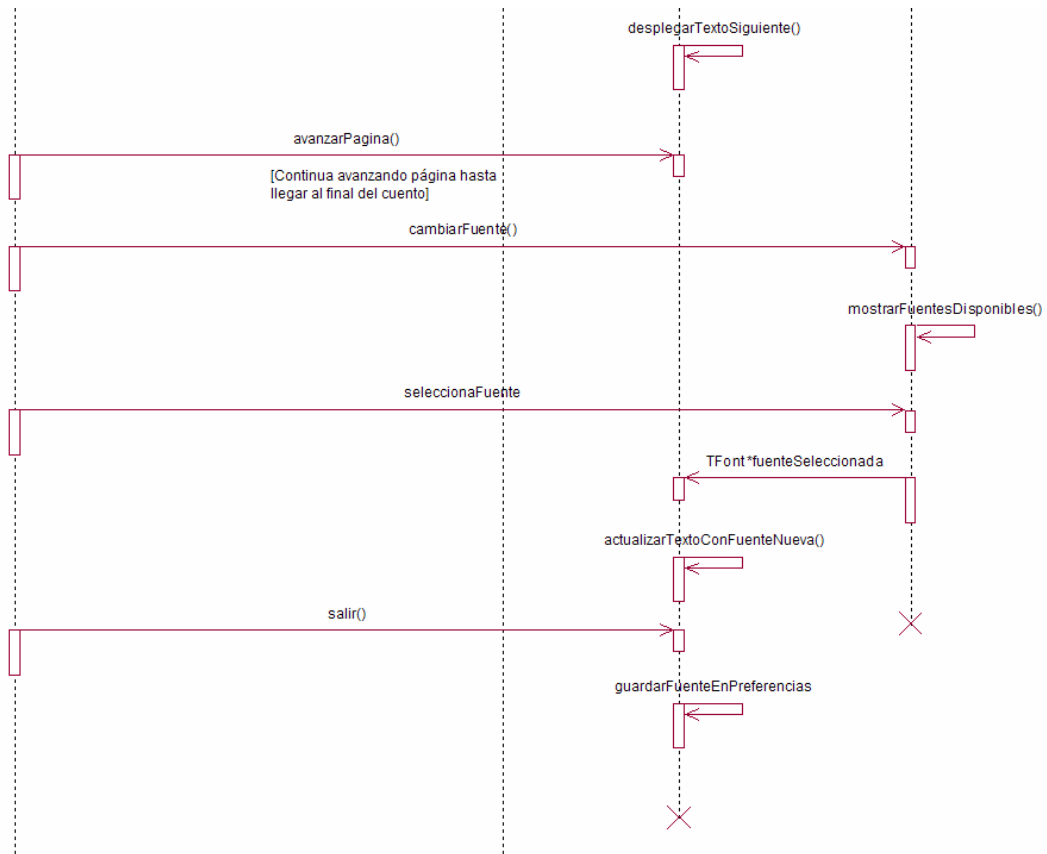 desplegarTextoSiguiente()
avanzarPagina()
[Continua avanzando página hasta
llegar al final del cuento]
cambiarFuente()
mostrarFuentesDisponibles()
seleccionaFuente
TFont *fuenteSeleccionada
actualizarTextoConFuenteNueva()
salir()
guardarFuenteEnPreferencias